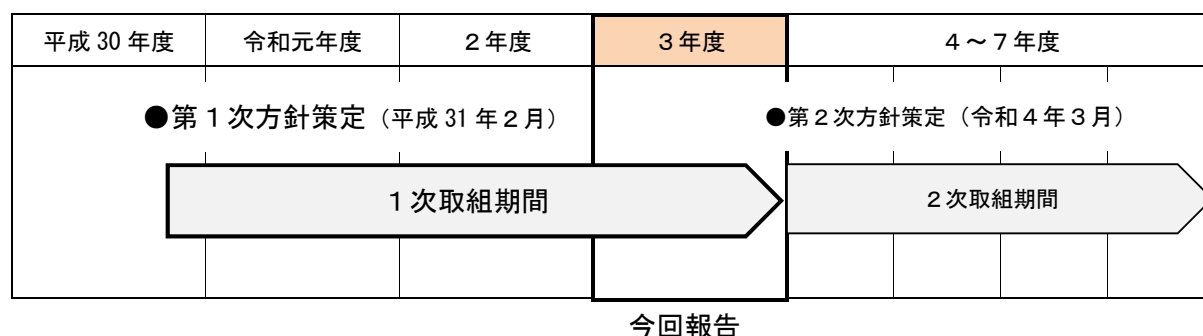 平成 30 年度 令和元年度 ２年度 ３年度 ４～７年度
●第１次方針策定（平成 31 年２月） ●第２次方針策定（令和４年３月）
１次取組期間 ２次取組期間
今回報告